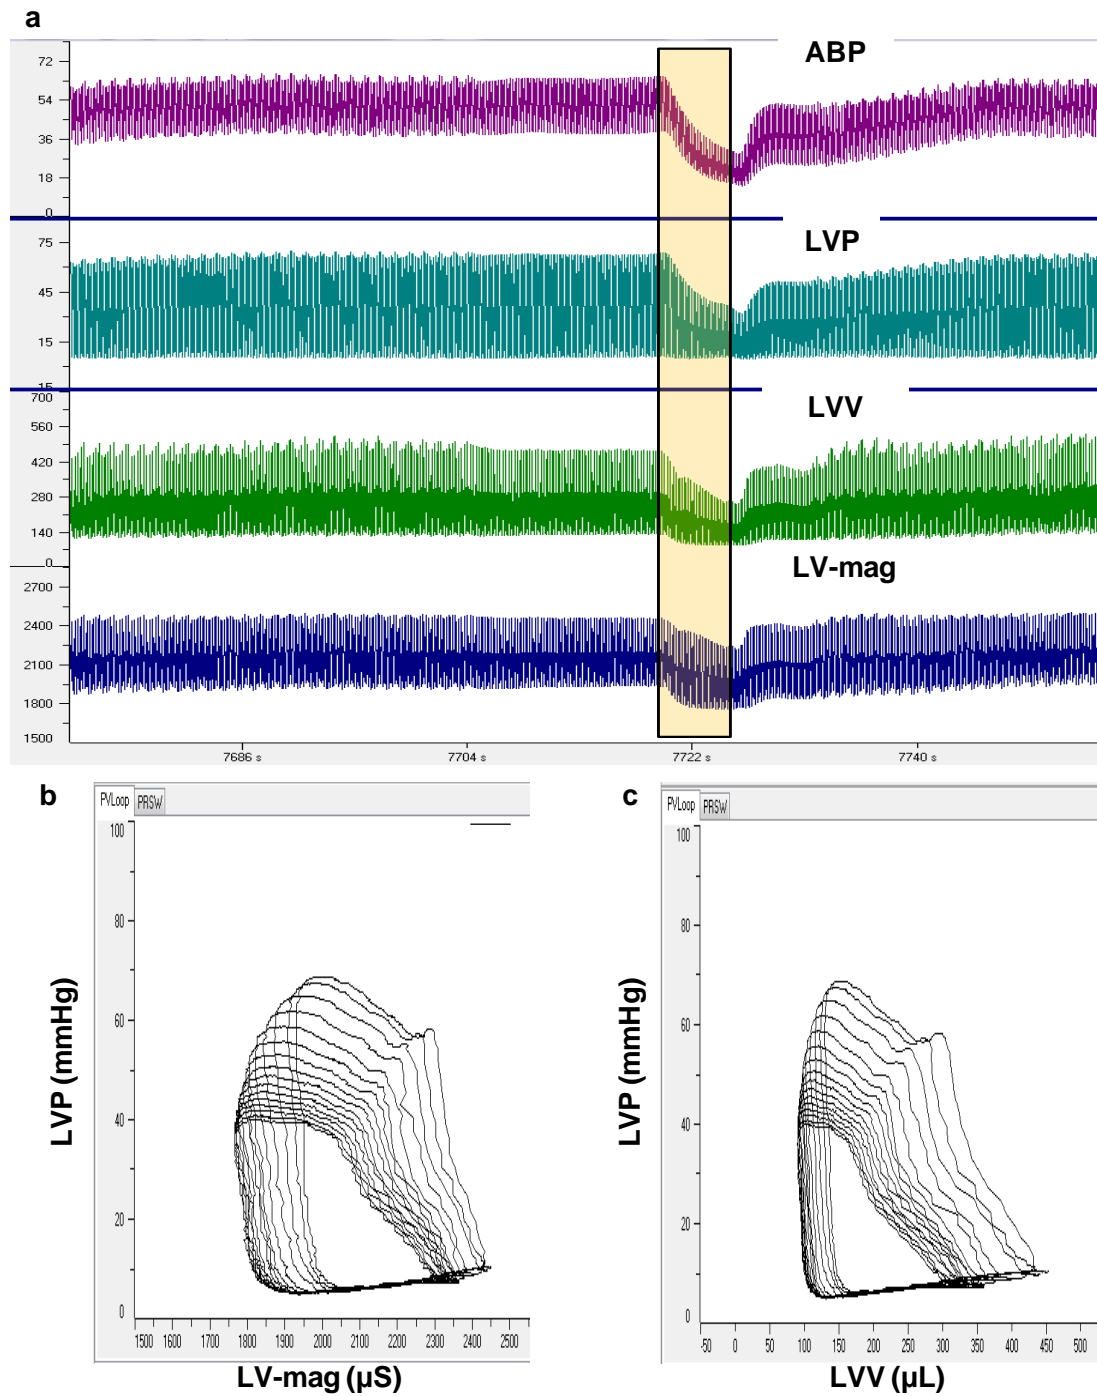 a
ABP
72
54
36
18
0
LVP
75
45
15
15
LVV
700
560
420
280
140
0
LV-mag
2700
2400
2100
1800
1500
7686 s
7704 s
7722 s
7740 s
b
PVLoop PRSW
100
80
60
40
20
0
LVP (mmHg)
1500 1600 1700 1800 1900 2000 2100 2200 2300 2400 2500
LV-mag (µS)
c
PVLoop PRSW
100
80
60
40
20
0
LVP (mmHg)
-50 0 50 100 150 200 250 300 350 400 450 500
LVV (µL)